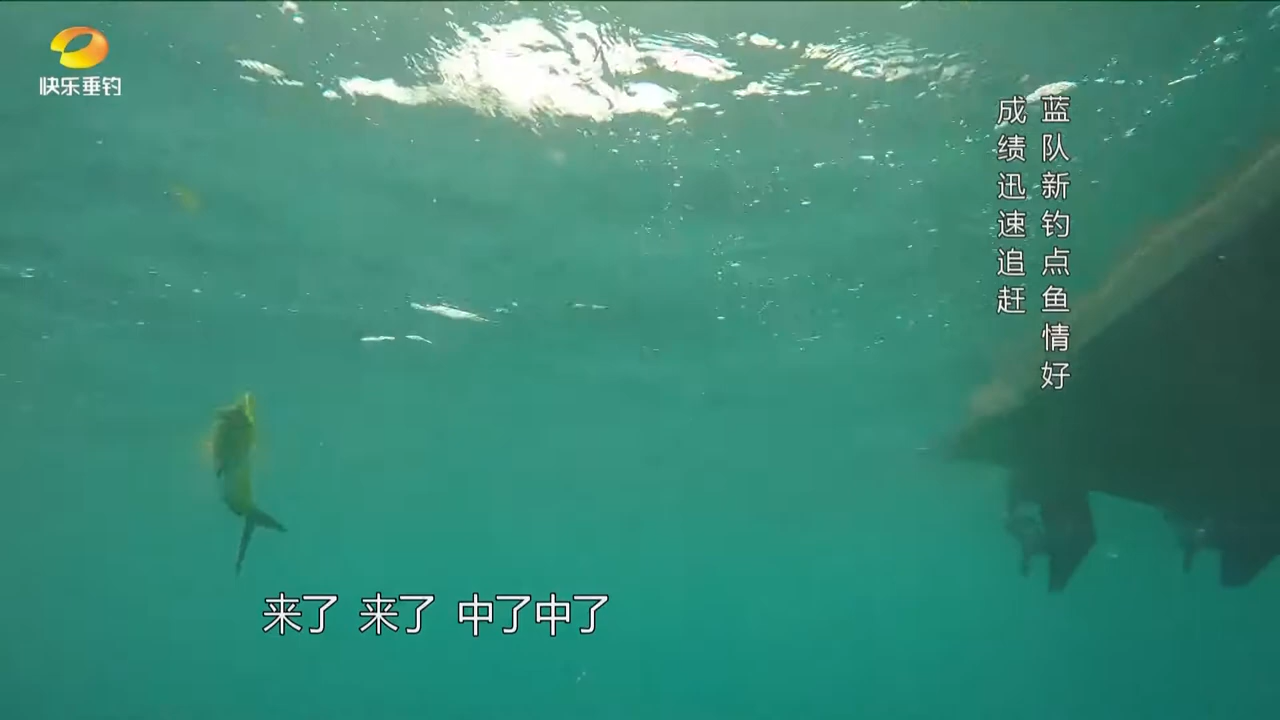 快乐垂钓
蓝队新钓点鱼情好
成绩迅速追赶
来了 来了 中了中了